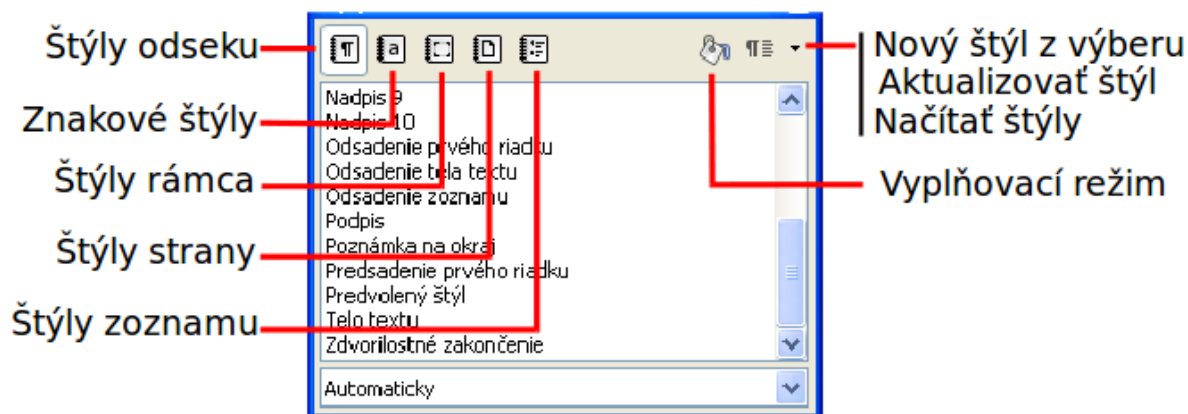 Štýly odseku
Znakové štýly
Štýly rámca
Štýly strany
Štýly zoznamu
Nadpis 9
Nadpis 10
Odsadenie prvého riadku
Odsadenie tela textu
Odsadenie zoznamu
Podpis
Poznámka na okraj
Predsadenie prvého riadku
Predvolený štýl
Telo textu
Zdvorilostné zakončenie
Automaticky
Nový štýl z výberu
Aktualizovať štýl
Načítať štýly
Vyplňovací režim